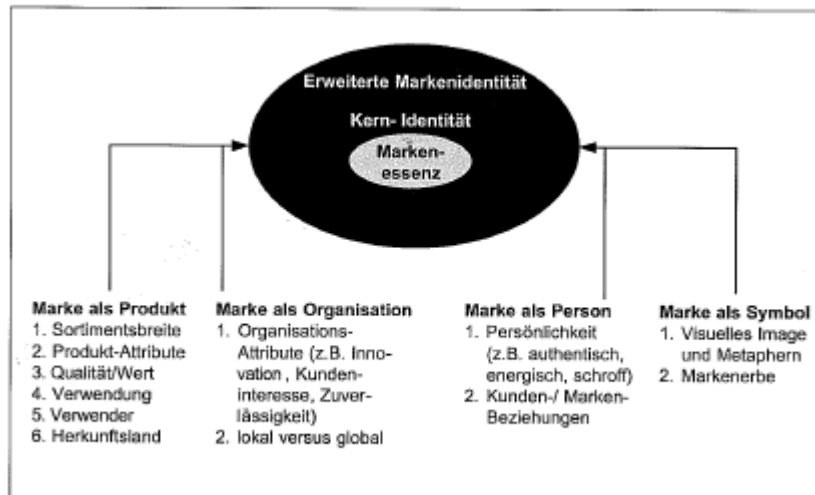 Erweiterte Markenidentität
Kern- Identität
Marken-
essenz
Marke als Produkt
1. Sortimentsbreite
2. Produkt-Attribute
3. Qualität/Wert
4. Verwendung
5. Verwender
6. Herkunftsland
Marke als Organisation
1. Organisations-
Attribute (z.B. Inno-
vation , Kunden-
interesse, Zuver-
lässigkeit)
2. lokal versus global
Marke als Person
1. Persönlichkeit
(z.B. authentisch,
energisch, schroff)
2. Kunden-/ Marken-
Beziehungen
Marke als Symbol
1. Visuelles Image
und Metaphern
2. Markenerbe